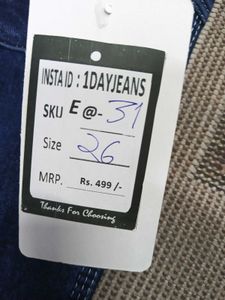 INSTA ID : 1DAYJEANS
SKU E @- 31
Size 26
MRP. Rs. 499 /-
Thanks For Choosing